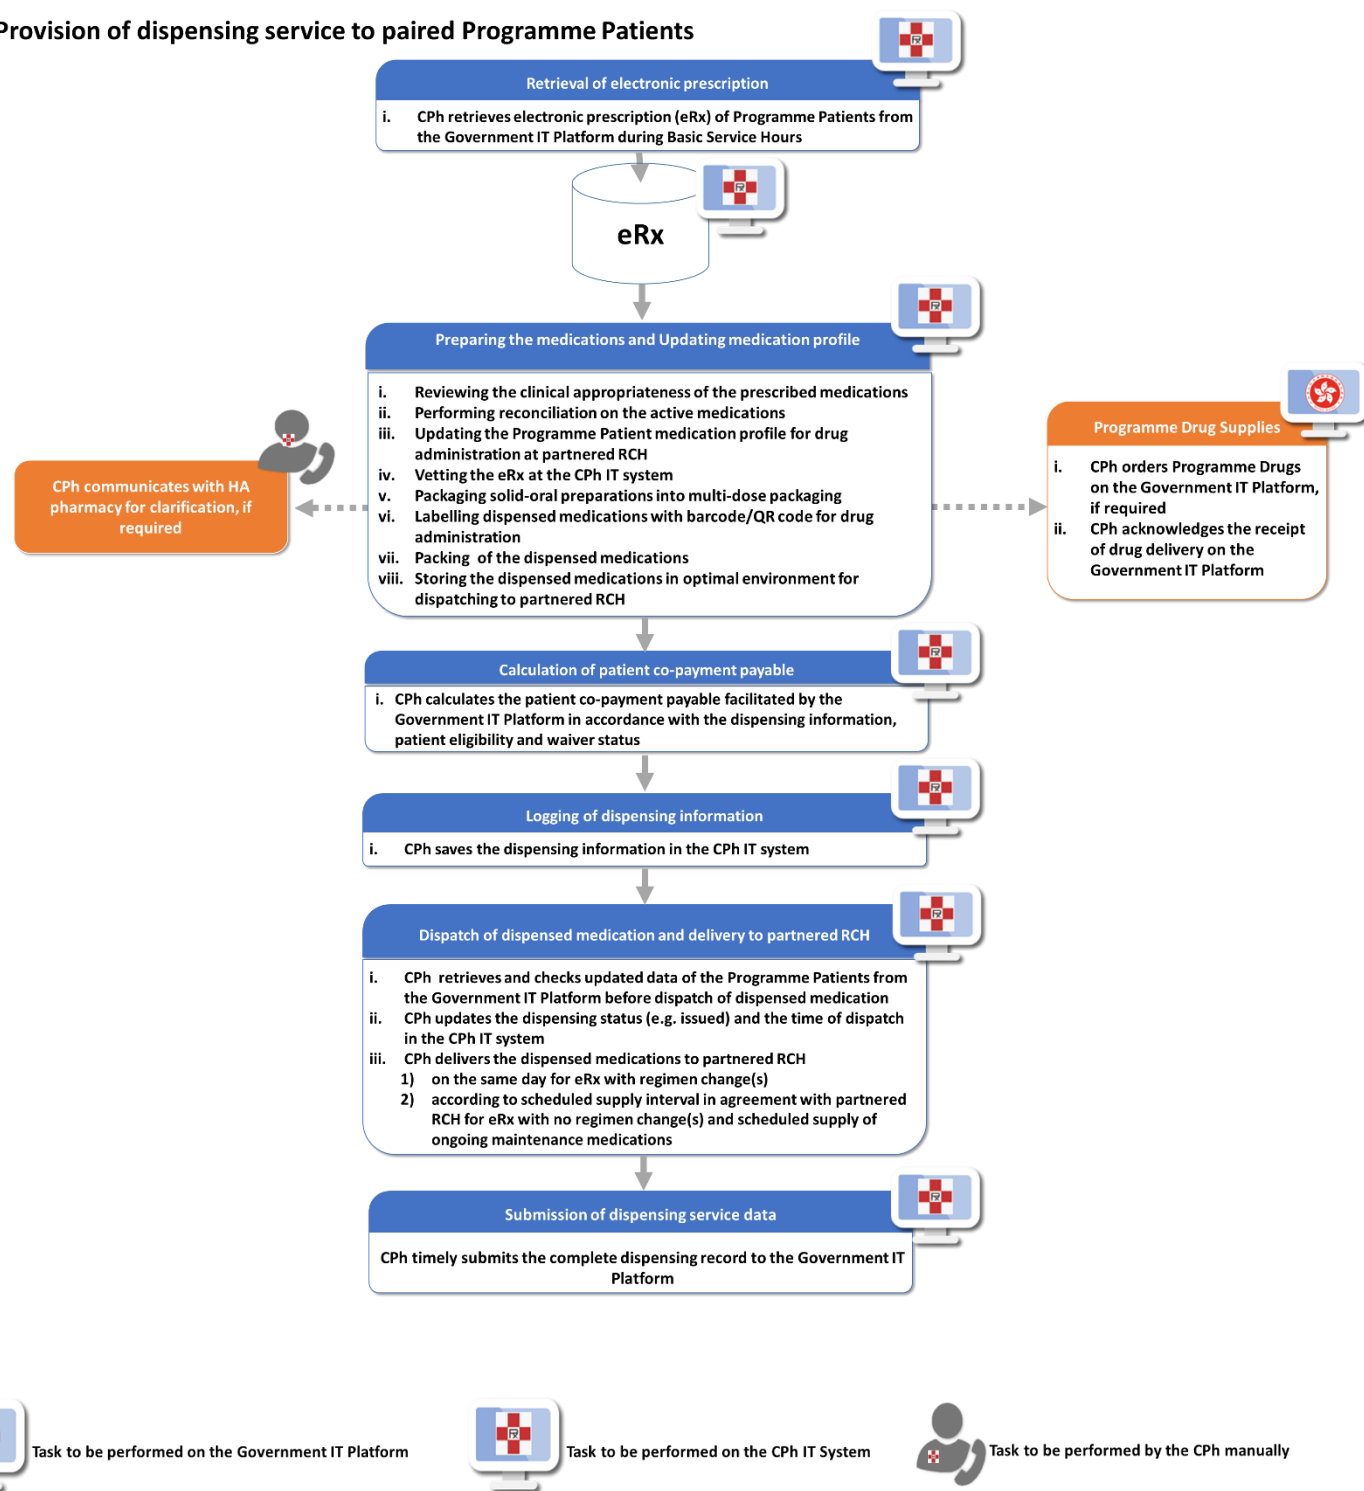 Provision of dispensing service to paired Programme Patients
Retrieval of electronic prescription
i. CPh retrieves electronic prescription (eRx) of Programme Patients from
the Government IT Platform during Basic Service Hours
eRx
Preparing the medications and Updating medication profile
i. Reviewing the clinical appropriateness of the prescribed medications
ii. Performing reconciliation on the active medications
iii. Updating the Programme Patient medication profile for drug
administration at partnered RCH
iv. Vetting the eRx at the CPh IT system
v. Packaging solid-oral preparations into multi-dose packaging
vi. Labelling dispensed medications with barcode/QR code for drug
administration
vii. Packing of the dispensed medications
viii. Storing the dispensed medications in optimal environment for
dispatching to partnered RCH
CPh communicates with HA
pharmacy for clarification, if
required
Programme Drug Supplies
i. CPh orders Programme Drugs
on the Government IT Platform,
if required
ii. CPh acknowledges the receipt
of drug delivery on the
Government IT Platform
Calculation of patient co-payment payable
i. CPh calculates the patient co-payment payable facilitated by the
Government IT Platform in accordance with the dispensing information,
patient eligibility and waiver status
Logging of dispensing information
i. CPh saves the dispensing information in the CPh IT system
Dispatch of dispensed medication and delivery to partnered RCH
i. CPh retrieves and checks updated data of the Programme Patients from
the Government IT Platform before dispatch of dispensed medication
ii. CPh updates the dispensing status (e.g. issued) and the time of dispatch
in the CPh IT system
iii. CPh delivers the dispensed medications to partnered RCH
1) on the same day for eRx with regimen change(s)
2) according to scheduled supply interval in agreement with partnered
RCH for eRx with no regimen change(s) and scheduled supply of
ongoing maintenance medications
Submission of dispensing service data
CPh timely submits the complete dispensing record to the Government IT
Platform
Task to be performed on the Government IT Platform
Task to be performed on the CPh IT System
Task to be performed by the CPh manually